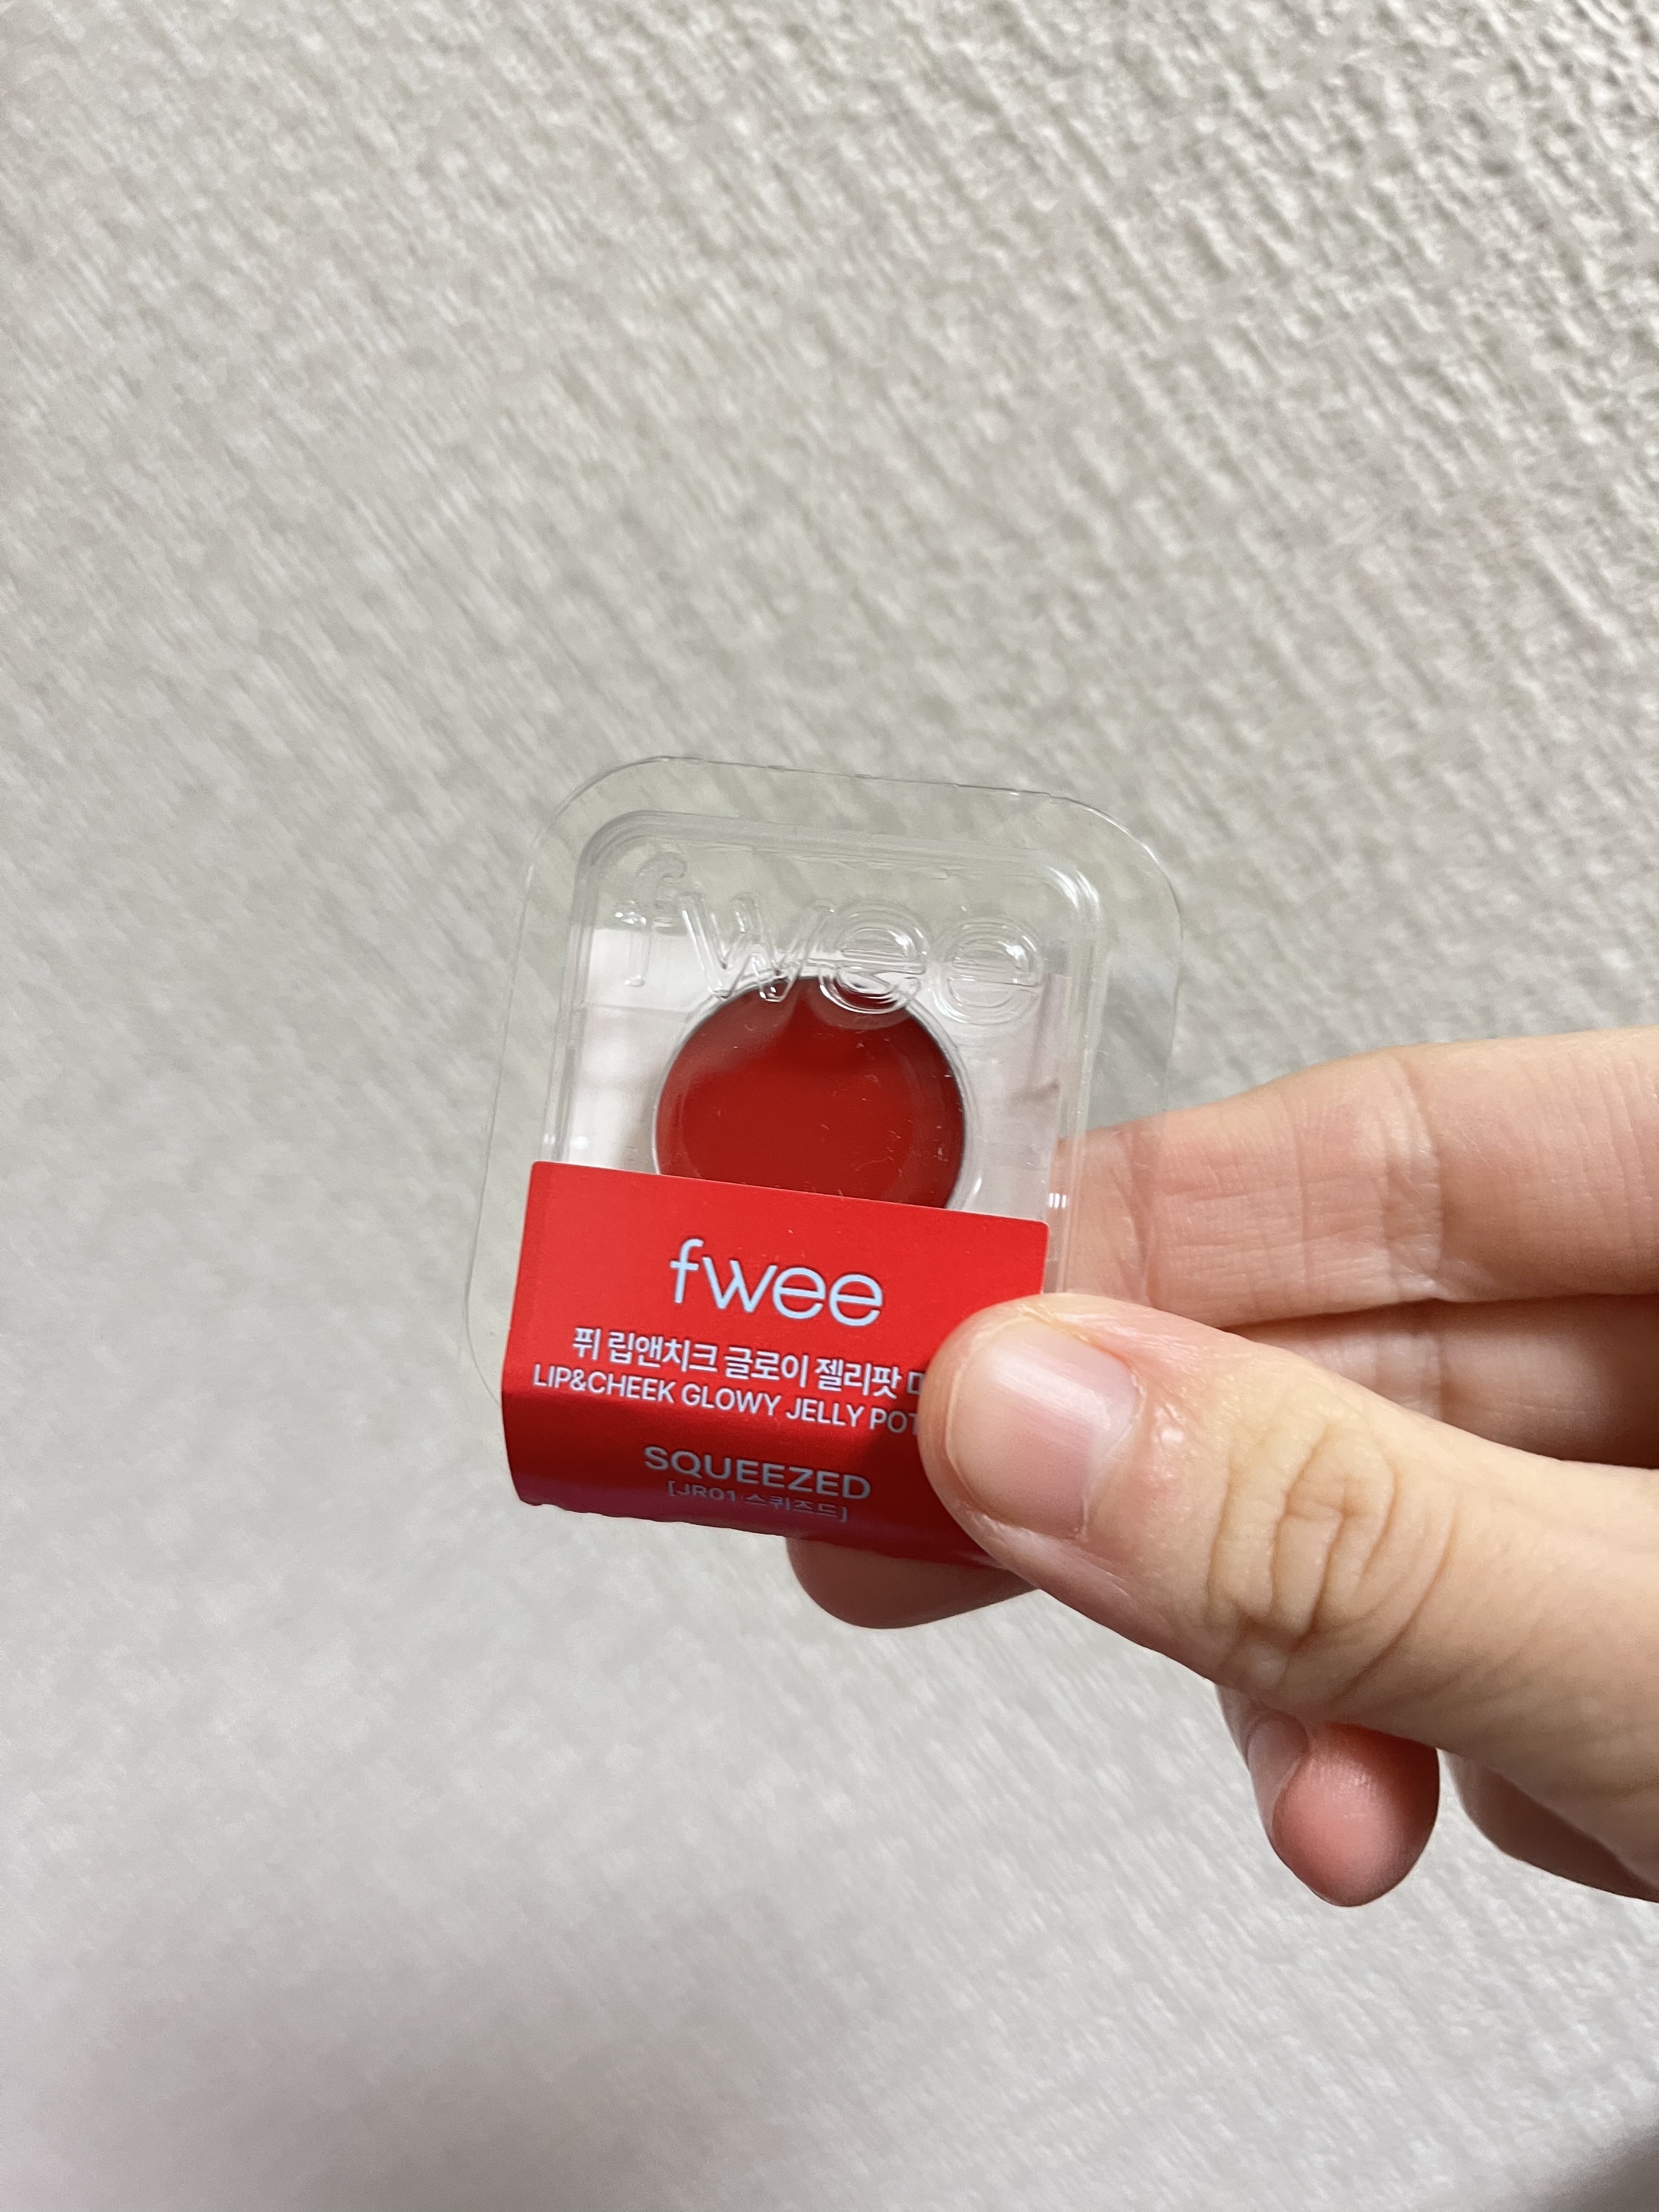 fwee
fwee
퓌 립앤치크 글로이 젤리팟
LIP&CHEEK GLOWY JELLY POT
SQUEEZED
[JR01 스퀴즈드]